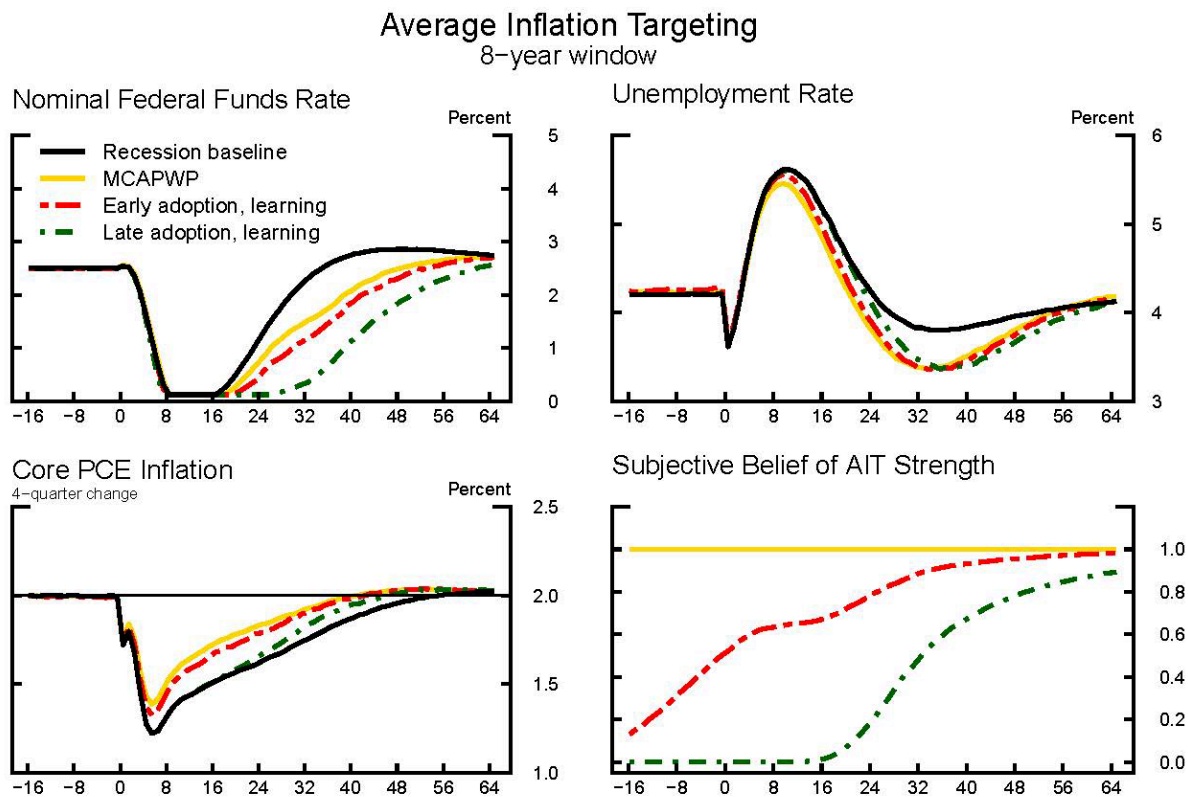 Average Inflation Targeting
8−year window
Nominal Federal Funds Rate
Percent
Recession baseline
MCAPWP
Early adoption, learning
Late adoption, learning
5
4
3
2
1
0
−16 −8 0 8 16 24 32 40 48 56 64
Unemployment Rate
Percent
6
5
4
3
−16 −8 0 8 16 24 32 40 48 56 64
Core PCE Inflation
4−quarter change
Percent
2.5
2.0
1.5
1.0
−16 −8 0 8 16 24 32 40 48 56 64
Subjective Belief of AIT Strength
1.0
0.8
0.6
0.4
0.2
0.0
−16 −8 0 8 16 24 32 40 48 56 64